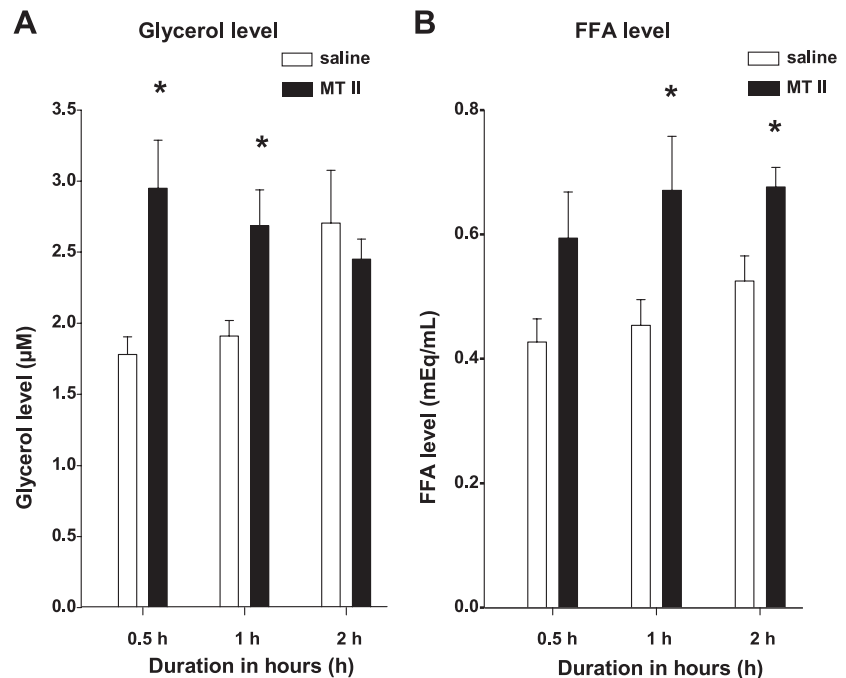 A
Glycerol level
saline
MT II
*
*
3.5
3.0
2.5
2.0
1.5
1.0
0.5
0.0
Glycerol level (µM)
0.5 h 1 h 2 h
Duration in hours (h)
B
FFA level
saline
MT II
*
*
0.8
0.6
0.4
0.2
0.0
FFA level (mEq/mL)
0.5 h 1 h 2 h
Duration in hours (h)